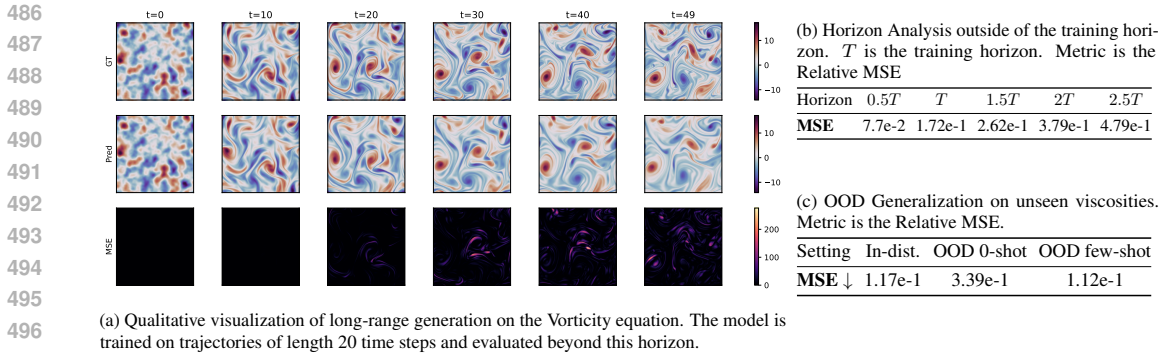 486
487
488
489
490
491
492
493
494
495
496
t=0 t=10 t=20 t=30 t=40 t=49
GT
10
0
−10
Pred
10
0
−10
MSE
200
100
0
(a) Qualitative visualization of long-range generation on the Vorticity equation. The model is
trained on trajectories of length 20 time steps and evaluated beyond this horizon.
(b) Horizon Analysis outside of the training hori-
zon. T is the training horizon. Metric is the
Relative MSE
Horizon 0.5T T 1.5T 2T 2.5T
MSE 7.7e-2 1.72e-1 2.62e-1 3.79e-1 4.79e-1
(c) OOD Generalization on unseen viscosities.
Metric is the Relative MSE.
Setting In-dist. OOD 0-shot OOD few-shot
MSE ↓ 1.17e-1 3.39e-1 1.12e-1